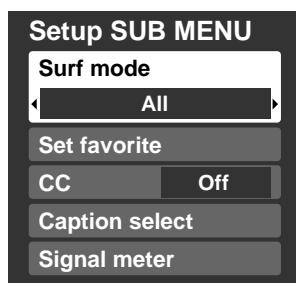 Setup SUB MENU
Surf mode
All
Set favorite
CC Off
Caption select
Signal meter